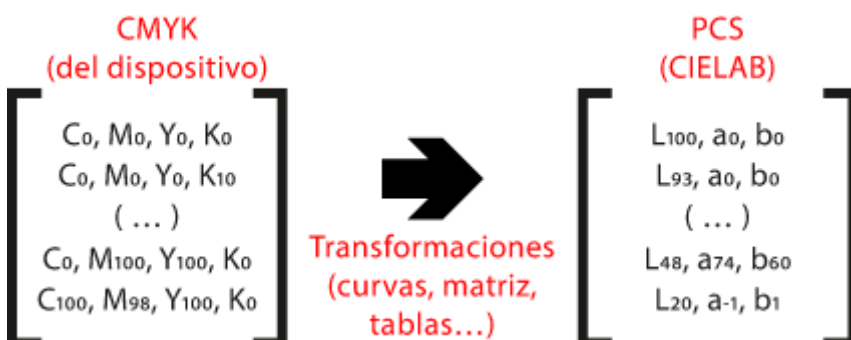 CMYK
(del dispositivo)
C0, M0, Y0, K0
C0, M0, Y0, K10
( ... )
C0, M100, Y100, K0
C100, M98, Y100, K0
Transformaciones
(curvas, matriz,
tablas...)
PCS
(CIELAB)
L100, a0, b0
L93, a0, b0
( ... )
L48, a74, b60
L20, a-1, b1